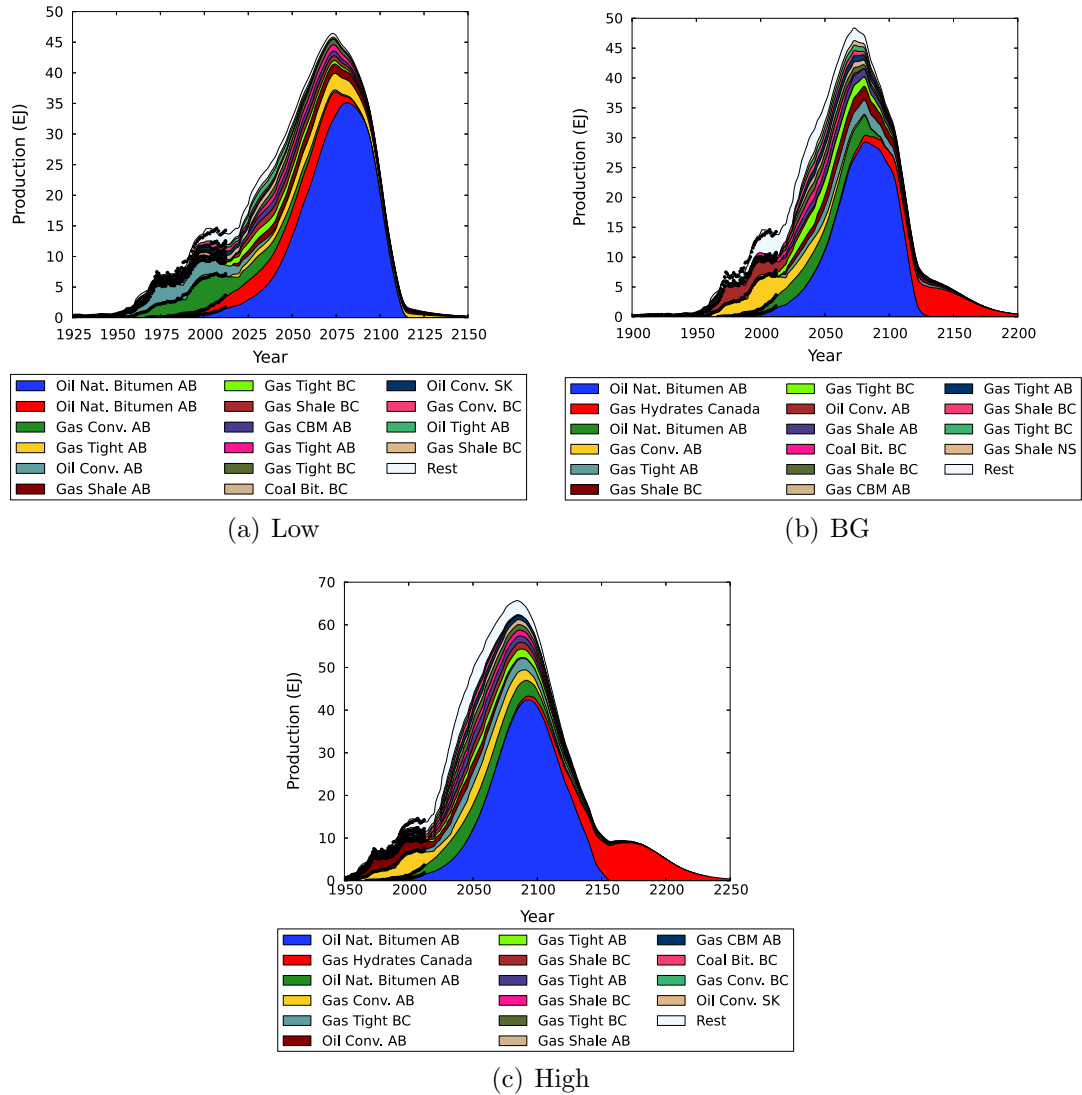 50
45
40
35
30
25
20
15
10
5
0
Production (EJ)
1925 1950 1975 2000 2025 2050 2075 2100 2125 2150
Year
Oil Nat. Bitumen AB Gas Tight BC Oil Conv. SK
Oil Nat. Bitumen AB Gas Shale BC Gas Conv. BC
Gas Conv. AB Gas CBM AB Oil Tight AB
Gas Tight AB Gas Tight AB Gas Shale BC
Oil Conv. AB Gas Tight BC Rest
Gas Shale AB Coal Bit. BC
(a) Low
50
45
40
35
30
25
20
15
10
5
0
Production (EJ)
1900 1950 2000 2050 2100 2150 2200
Year
Oil Nat. Bitumen AB Gas Tight BC Gas Tight AB
Gas Hydrates Canada Oil Conv. AB Gas Shale BC
Oil Nat. Bitumen AB Gas Shale AB Gas Tight BC
Gas Conv. AB Coal Bit. BC Gas Shale NS
Gas Tight AB Gas Shale BC Rest
Gas Shale BC Gas CBM AB
(b) BG
70
60
50
40
30
20
10
0
Production (EJ)
1950 2000 2050 2100 2150 2200 2250
Year
Oil Nat. Bitumen AB Gas Tight AB Gas CBM AB
Gas Hydrates Canada Gas Shale BC Coal Bit. BC
Oil Nat. Bitumen AB Gas Tight AB Gas Conv. BC
Gas Conv. AB Gas Shale BC Oil Conv. SK
Gas Tight BC Gas Tight BC Rest
Oil Conv. AB Gas Shale AB
(c) High